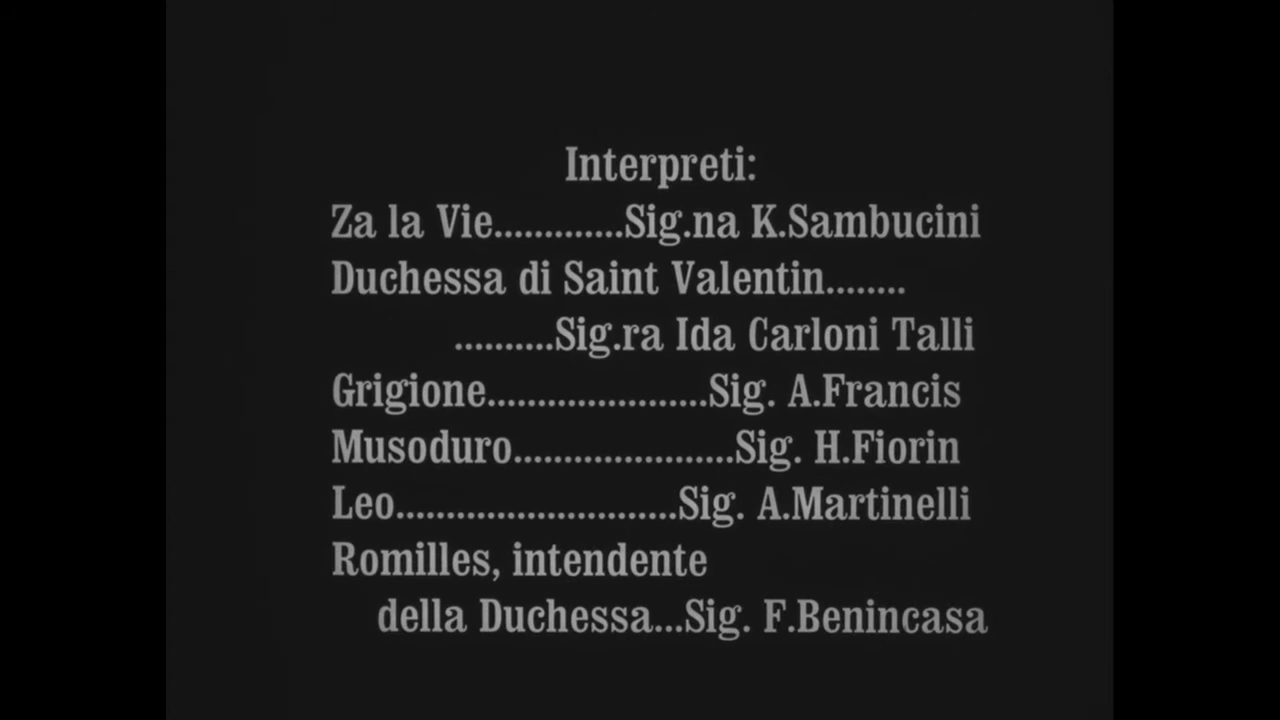 Interpreti:
Za la Vie.............Sig.na K.Sambucini
Duchessa di Saint Valentin........
..........Sig.ra Ida Carloni Talli
Grigione......................Sig. A.Francis
Musoduro......................Sig. H.Fiorin
Leo............................Sig. A.Martinelli
Romilles, intendente
della Duchessa...Sig. F.Benincasa